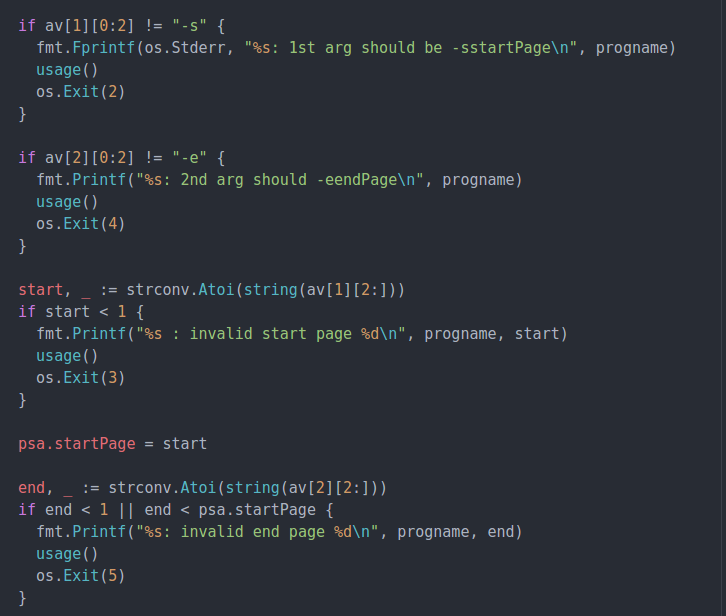 if av[1][0:2] != "-s" {
  fmt.Fprintf(os.Stderr, "%s: 1st arg should be -sstartPage\n", progname)
  usage()
  os.Exit(2)
}

if av[2][0:2] != "-e" {
  fmt.Printf("%s: 2nd arg should -eendPage\n", progname)
  usage()
  os.Exit(4)
}

start, _ := strconv.Atoi(string(av[1][2:]))
if start < 1 {
  fmt.Printf("%s : invalid start page %d\n", progname, start)
  usage()
  os.Exit(3)
}

psa.startPage = start

end, _ := strconv.Atoi(string(av[2][2:]))
if end < 1 || end < psa.startPage {
  fmt.Printf("%s: invalid end page %d\n", progname, end)
  usage()
  os.Exit(5)
}